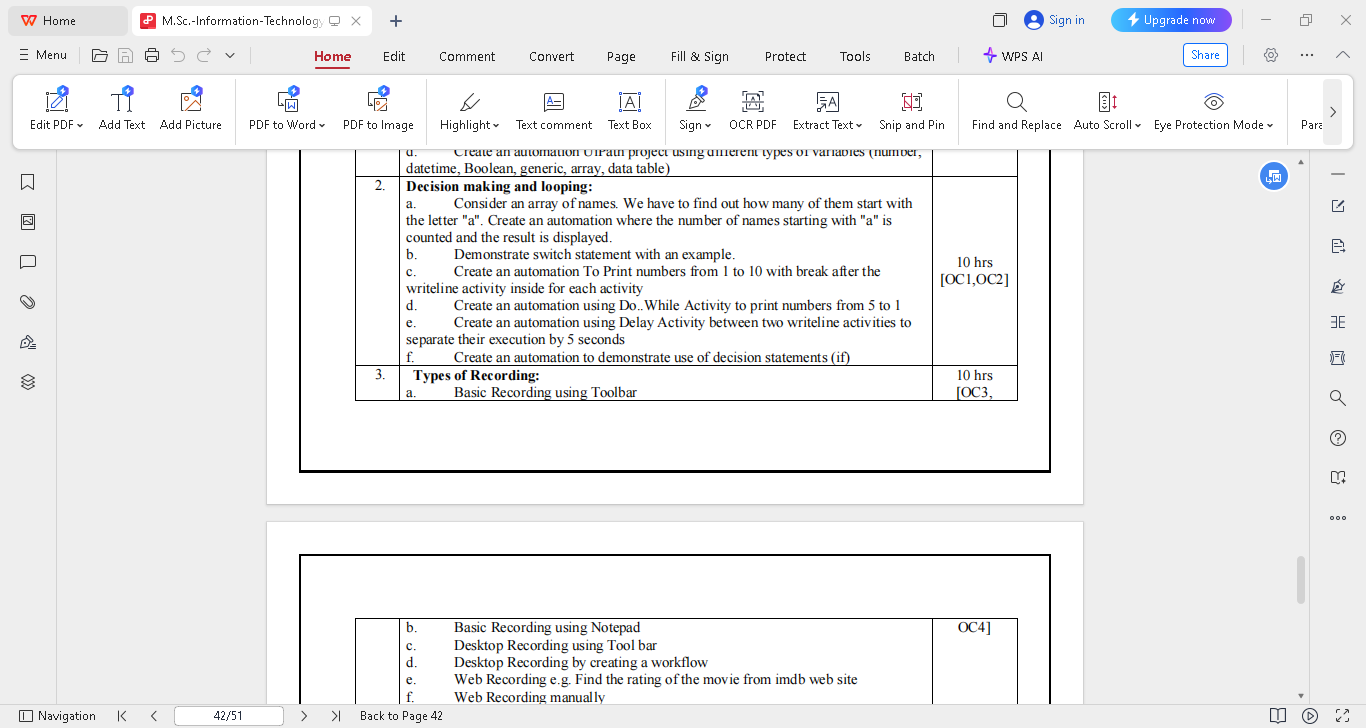 Home
M.Sc.-Information-Technology
Sign in
Upgrade now
Menu
Home Edit Comment Convert Page Fill & Sign Protect Tools Batch WPS AI
Share
Edit PDF Add Text Add Picture PDF to Word PDF to Image Highlight Text comment Text Box Sign OCR PDF Extract Text Snip and Pin Find and Replace Auto Scroll Eye Protection Mode Para
d. Create an automation UiPath project using different types of variables (number,
datetime, Boolean, generic, array, data table)
2. Decision making and looping:
a. Consider an array of names. We have to find out how many of them start with
the letter "a". Create an automation where the number of names starting with "a" is
counted and the result is displayed.
b. Demonstrate switch statement with an example.
c. Create an automation To Print numbers from 1 to 10 with break after the
writeline activity inside for each activity
d. Create an automation using Do..While Activity to print numbers from 5 to 1
e. Create an automation using Delay Activity between two writeline activities to
separate their execution by 5 seconds
f. Create an automation to demonstrate use of decision statements (if)
10 hrs
[OC1,OC2]
3. Types of Recording:
a. Basic Recording using Toolbar
10 hrs
[OC3,
b. Basic Recording using Notepad
c. Desktop Recording using Tool bar
d. Desktop Recording by creating a workflow
e. Web Recording e.g. Find the rating of the movie from imdb web site
f. Web Recording manually
OC4]
Navigation
42/51
Back to Page 42